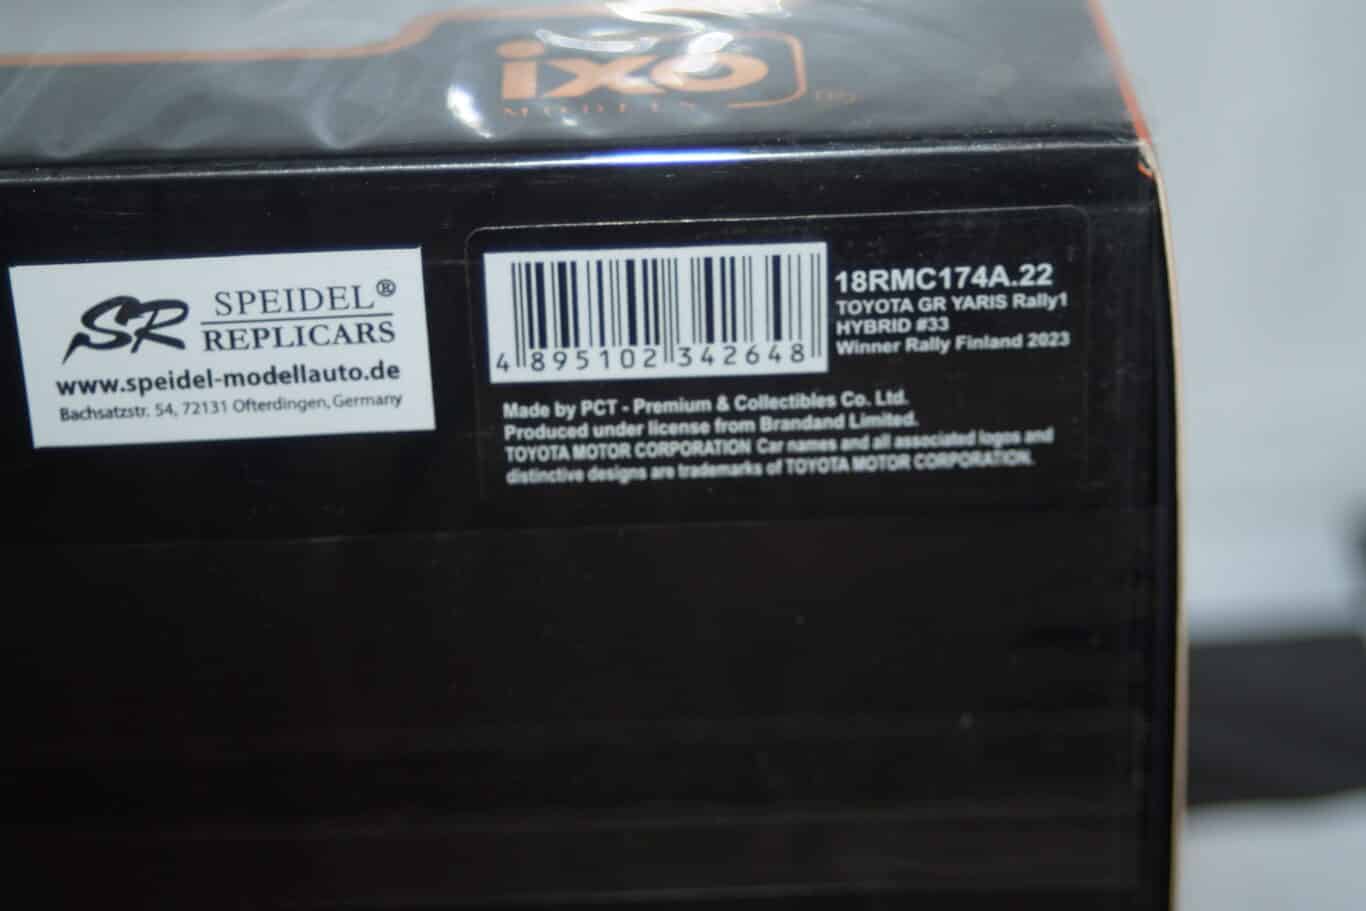 ixo
MODELS
SR SPEIDEL®
REPLICARS
www.speidel-modellauto.de
Bachsatzstr. 54, 72131 Ofterdingen, Germany
4 895102 342648
18RMC174A.22
TOYOTA GR YARIS Rally1
HYBRID #33
Winner Rally Finland 2023
Made by PCT - Premium & Collectibles Co. Ltd.
Produced under license from Brandand Limited.
TOYOTA MOTOR CORPORATION Car names and all associated logos and
distinctive designs are trademarks of TOYOTA MOTOR CORPORATION.